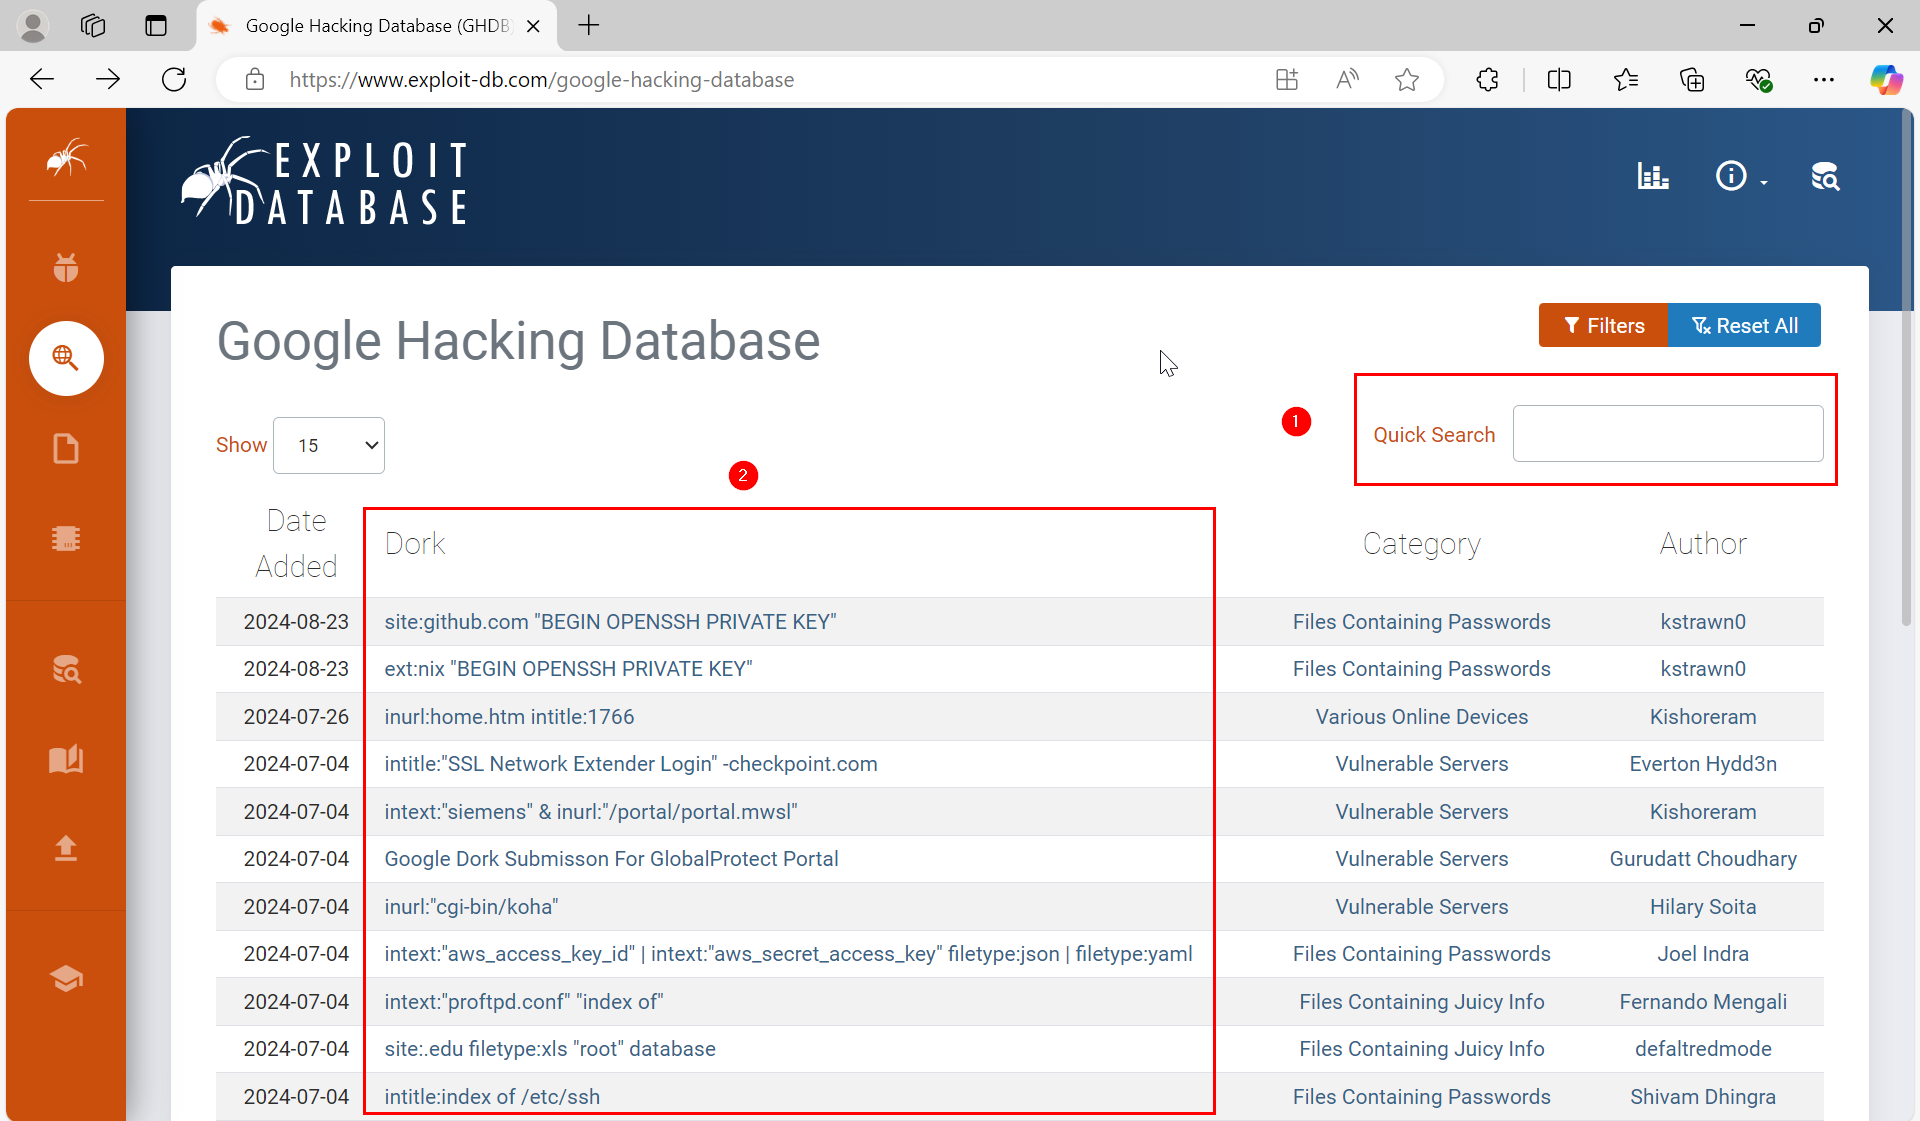 Google Hacking Database (GHDB)
https://www.exploit-db.com/google-hacking-database
EXPLOIT
DATABASE
Google Hacking Database
Filters
Reset All
Show 15
1
Quick Search
2
Date Added
Dork
Category
Author
2024-08-23 site:github.com "BEGIN OPENSSH PRIVATE KEY" Files Containing Passwords kstrawn0
2024-08-23 ext:nix "BEGIN OPENSSH PRIVATE KEY" Files Containing Passwords kstrawn0
2024-07-26 inurl:home.htm intitle:1766 Various Online Devices Kishoreram
2024-07-04 intitle:"SSL Network Extender Login" -checkpoint.com Vulnerable Servers Everton Hydd3n
2024-07-04 intext:"siemens" & inurl:"/portal/portal.mwsl" Vulnerable Servers Kishoreram
2024-07-04 Google Dork Submisson For GlobalProtect Portal Vulnerable Servers Gurudatt Choudhary
2024-07-04 inurl:"cgi-bin/koha" Vulnerable Servers Hilary Soita
2024-07-04 intext:"aws_access_key_id" | intext:"aws_secret_access_key" filetype:json | filetype:yaml Files Containing Passwords Joel Indra
2024-07-04 intext:"proftpd.conf" "index of" Files Containing Juicy Info Fernando Mengali
2024-07-04 site:.edu filetype:xls "root" database Files Containing Juicy Info defaltredmode
2024-07-04 intitle:index of /etc/ssh Files Containing Passwords Shivam Dhingra